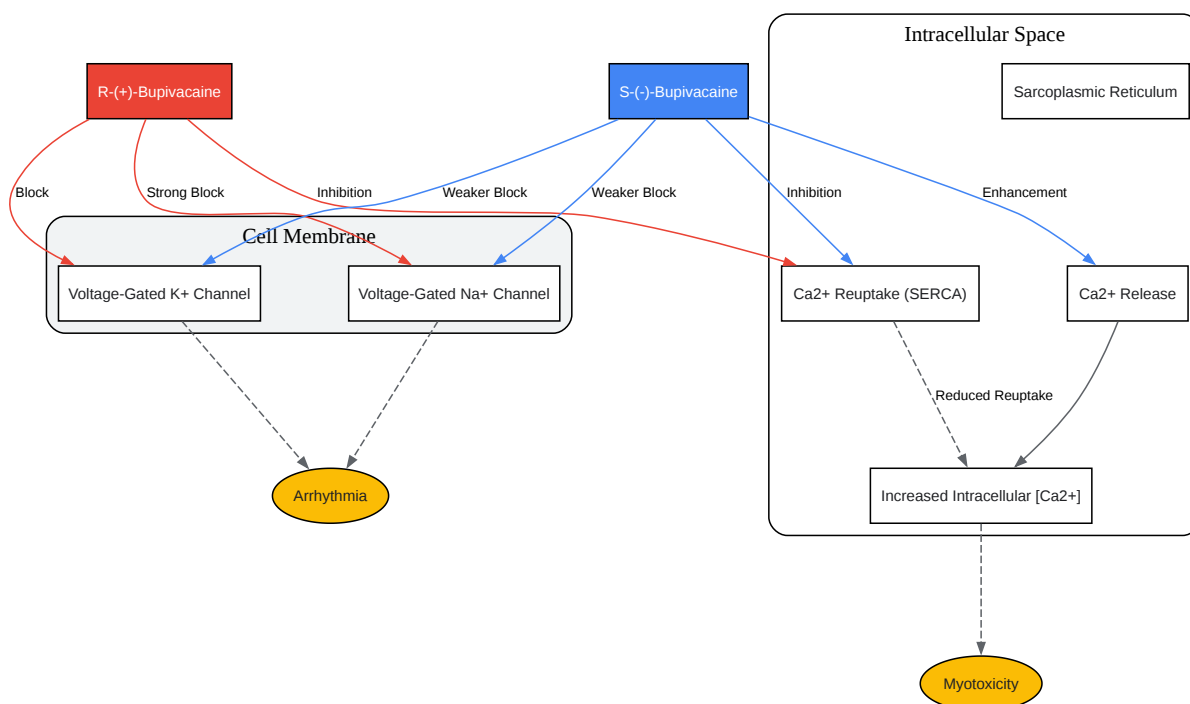 Intracellular Space
R-(+)-Bupivacaine
S-(-)-Bupivacaine
Sarcoplasmic Reticulum
Block
Strong Block
Inhibition
Weaker Block
Weaker Block
Inhibition
Enhancement
Cell Membrane
Voltage-Gated K+ Channel
Voltage-Gated Na+ Channel
Ca2+ Reuptake (SERCA)
Ca2+ Release
Reduced Reuptake
Arrhythmia
Increased Intracellular [Ca2+]
Myotoxicity